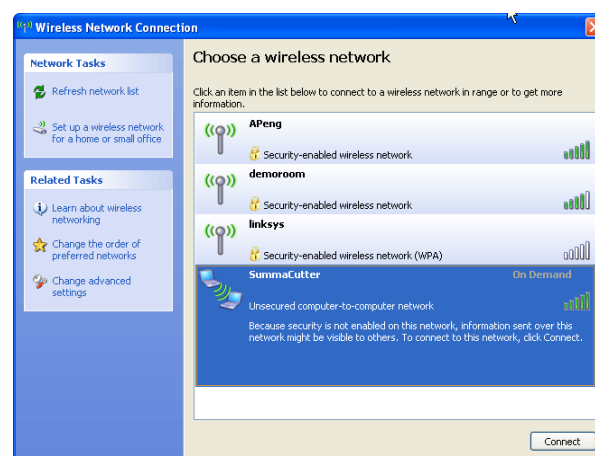 Wireless Network Connection
Network Tasks
Refresh network list
Set up a wireless network
for a home or small office
Related Tasks
Learn about wireless
networking
Change the order of
preferred networks
Change advanced
settings
Choose a wireless network
Click an item in the list below to connect to a wireless network in range or to get more
information.
APeng
Security-enabled wireless network
demoroom
Security-enabled wireless network
linksys
Security-enabled wireless network (WPA)
SummaCutter On Demand
Unsecured computer-to-computer network
Because security is not enabled on this network, information sent over this
network might be visible to others. To connect to this network, click Connect.
Connect